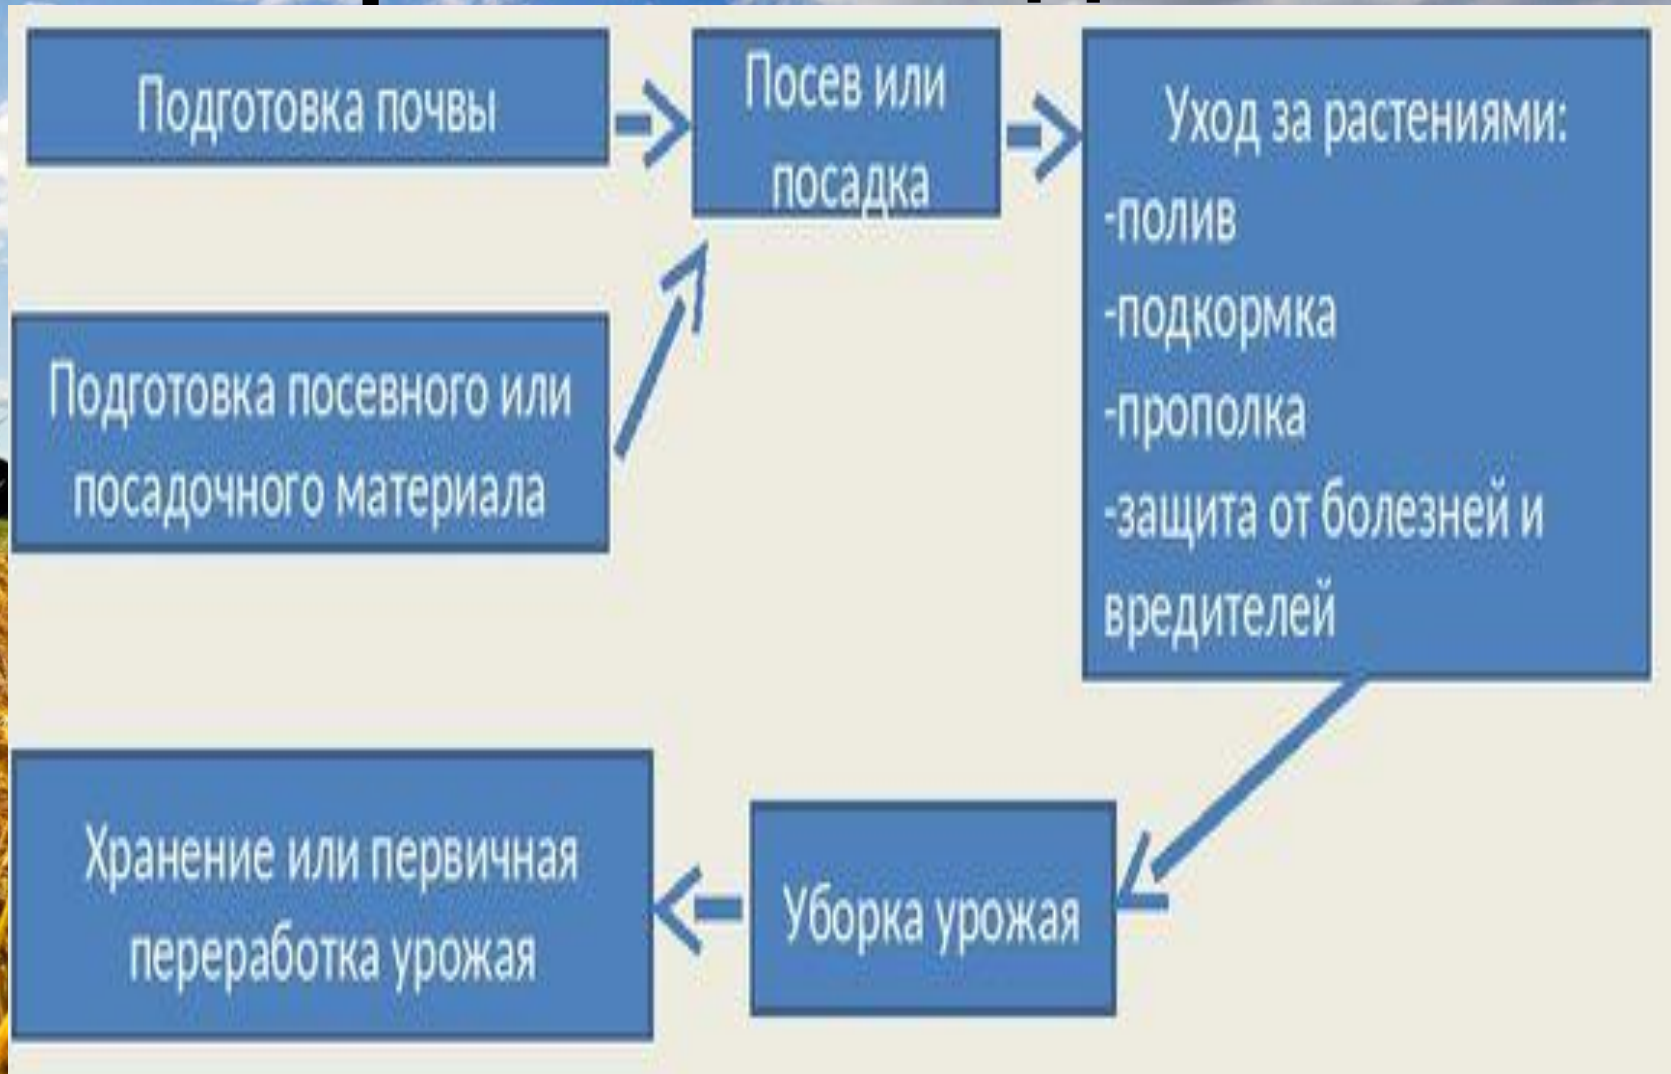 Подготовка почвы
Посев или
посадка
Уход за растениями:
-полив
-подкормка
-прополка
-защита от болезней и
вредителей
Подготовка посевного или
посадочного материала
Хранение или первичная
переработка урожая
Уборка урожая